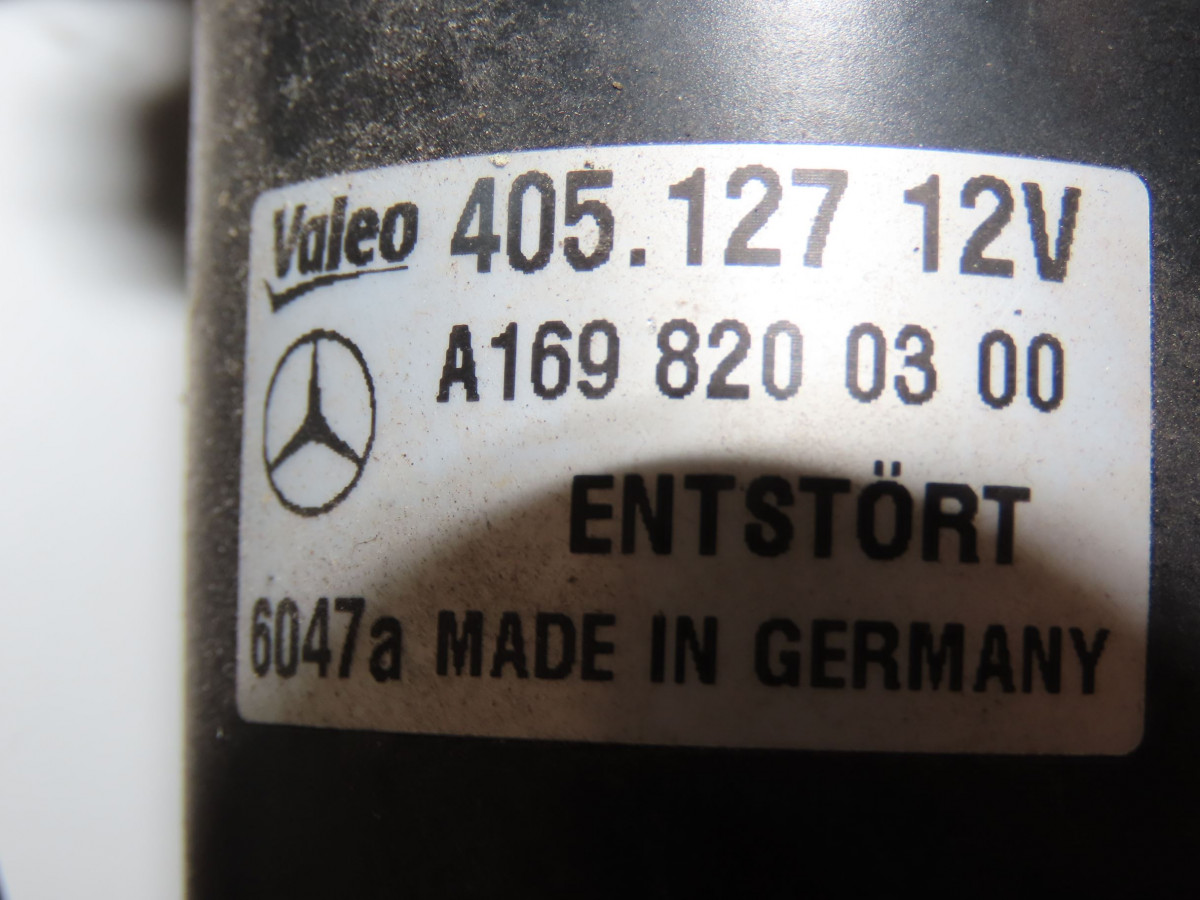 Valeo 405.127 12V
A169 820 03 00
ENTSTÖRT
6047a MADE IN GERMANY